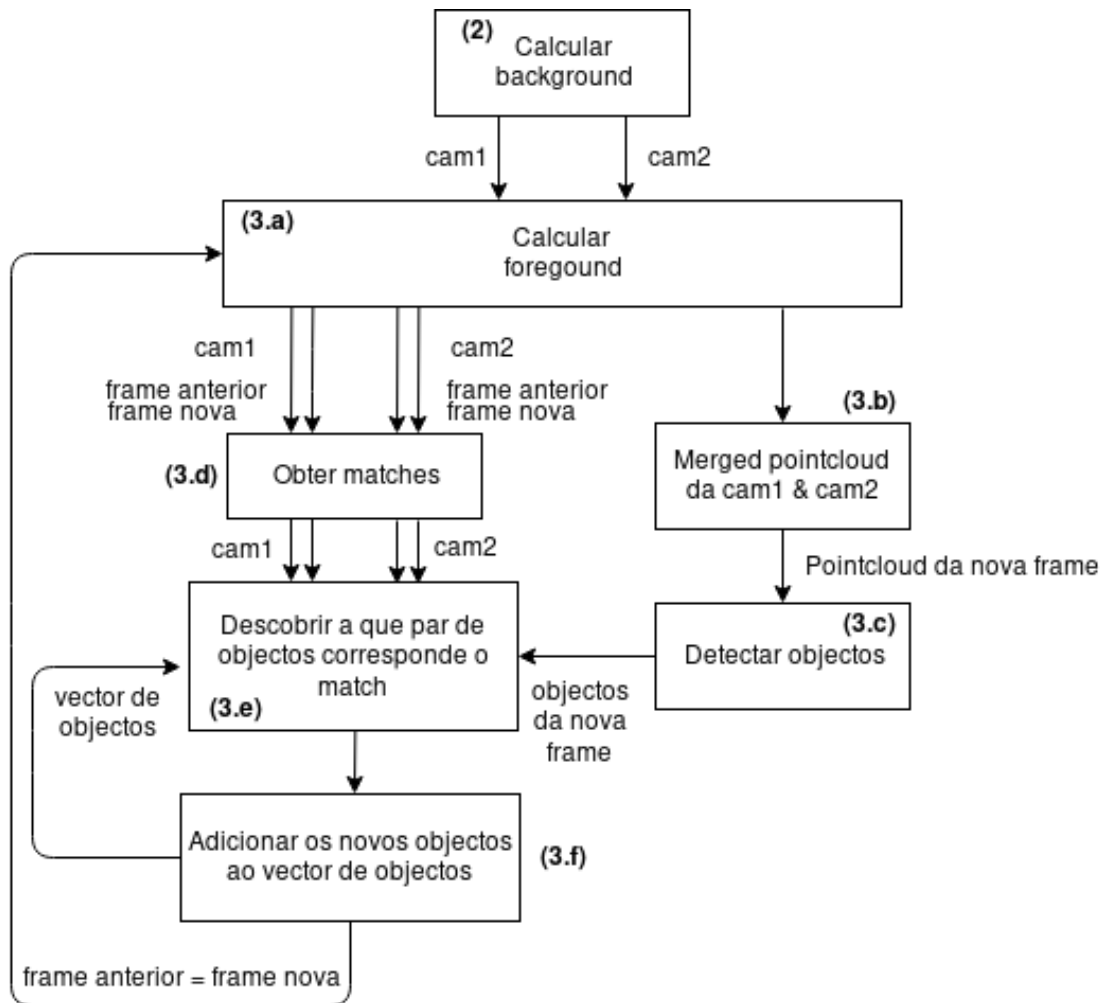 (2)
Calcular
background
cam1
cam2
(3.a)
Calcular
foregound
cam1
frame anterior
frame nova
cam2
frame anterior
frame nova
(3.b)
Merged pointcloud
da cam1 & cam2
(3.d)
Obter matches
cam1
cam2
Pointcloud da nova frame
(3.c)
Detectar objectos
objectos
da nova
frame
Descobrir a que par de
objectos corresponde o
match
(3.e)
vector de
objectos
Adicionar os novos objectos
ao vector de objectos
(3.f)
frame anterior = frame nova